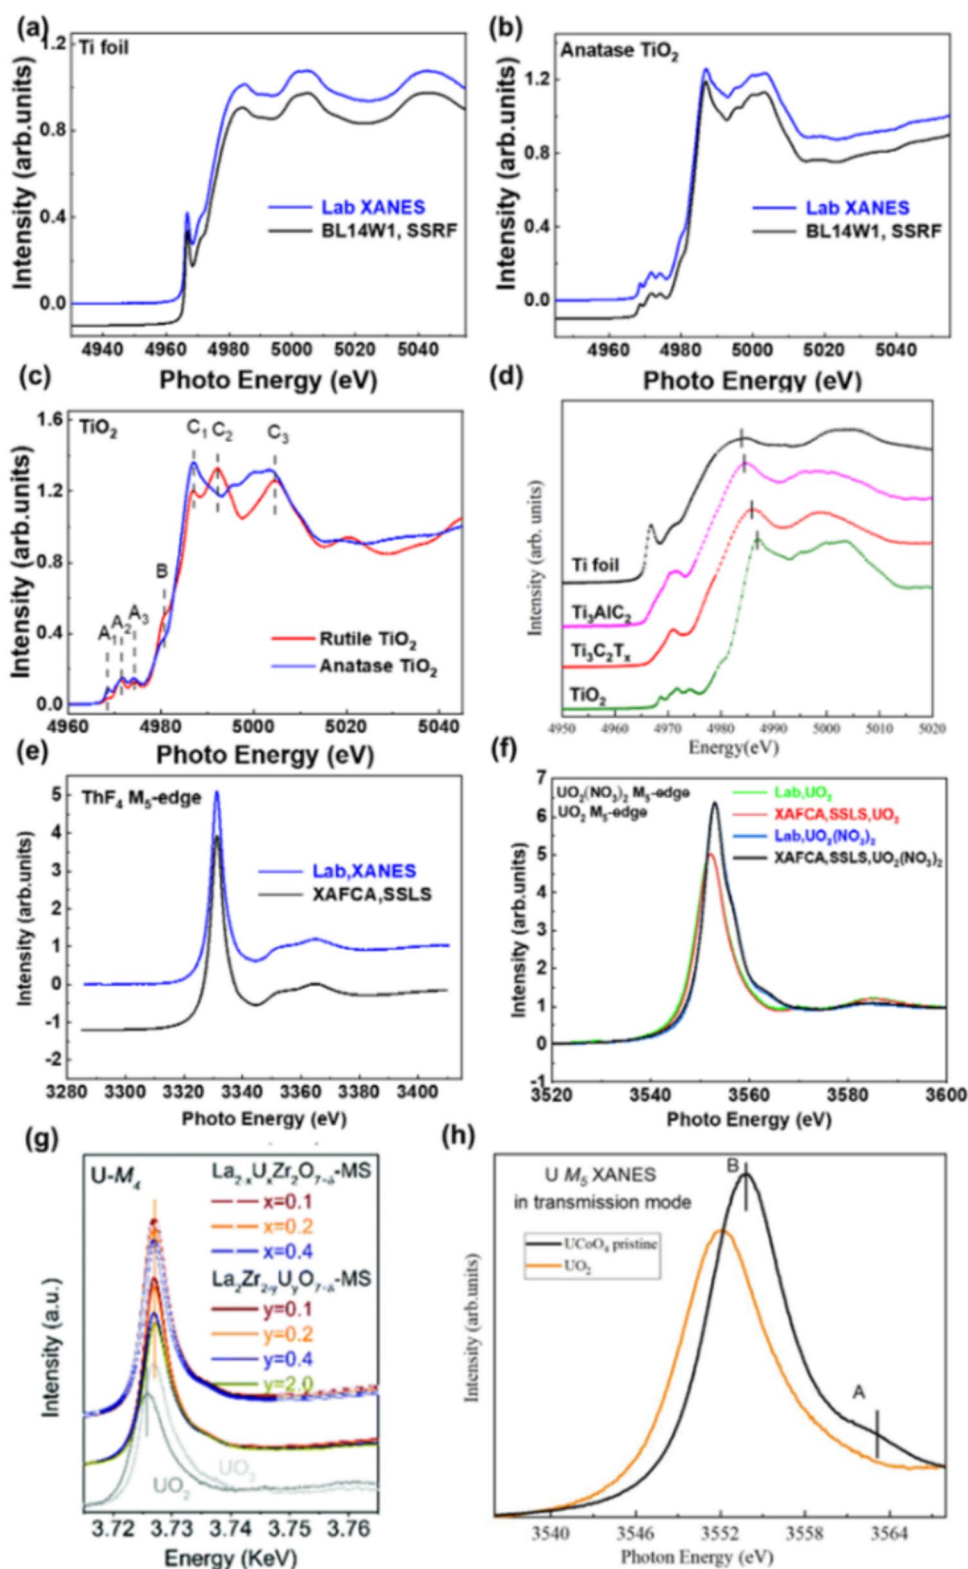 (a)
Ti foil
1.2
0.8
0.4
0.0
Intensity (arb.units)
Lab XANES
BL14W1, SSRF
4940 4960 4980 5000 5020 5040
Photo Energy (eV)
(b)
Anatase TiO2
1.2
0.8
0.4
0.0
Intensity (arb.units)
Lab XANES
BL14W1, SSRF
4960 4980 5000 5020 5040
Photo Energy (eV)
(c)
TiO2
1.6
1.2
0.8
0.4
0.0
Intensity (arb.units)
A1 A2 A3 B C1 C2 C3
Rutile TiO2
Anatase TiO2
4960 4980 5000 5020 5040
Photo Energy (eV)
(d)
Intensity (arb. units)
Ti foil
Ti3AlC2
Ti3C2Tx
TiO2
4950 4960 4970 4980 4990 5000 5010 5020
Energy(eV)
(e)
ThF4 M5-edge
5
4
3
2
1
0
-1
-2
Intensity (arb.units)
Lab,XANES
XAFCA,SSLS
3280 3300 3320 3340 3360 3380 3400
Photo Energy (eV)
(f)
UO2(NO3)2 M5-edge
UO2 M5-edge
7
6
5
4
3
2
1
0
-1
Intensity (arb.units)
Lab,UO2
XAFCA,SSLS,UO2
Lab,UO2(NO3)2
XAFCA,SSLS,UO2(NO3)2
3520 3540 3560 3580 3600
Photo Energy (eV)
(g)
U-M4
La2-xUxZr2O7-δ-MS
x=0.1
x=0.2
x=0.4
La2Zr2-yUyO7-δ-MS
y=0.1
y=0.2
y=0.4
y=2.0
UO3
UO2
Intensity (a.u.)
3.72 3.73 3.74 3.75 3.76
Energy (KeV)
(h)
U M5 XANES
in transmission mode
UCoO4 pristine
UO2
B
A
Intensity (arb.units)
3540 3546 3552 3558 3564
Photon Energy (eV)